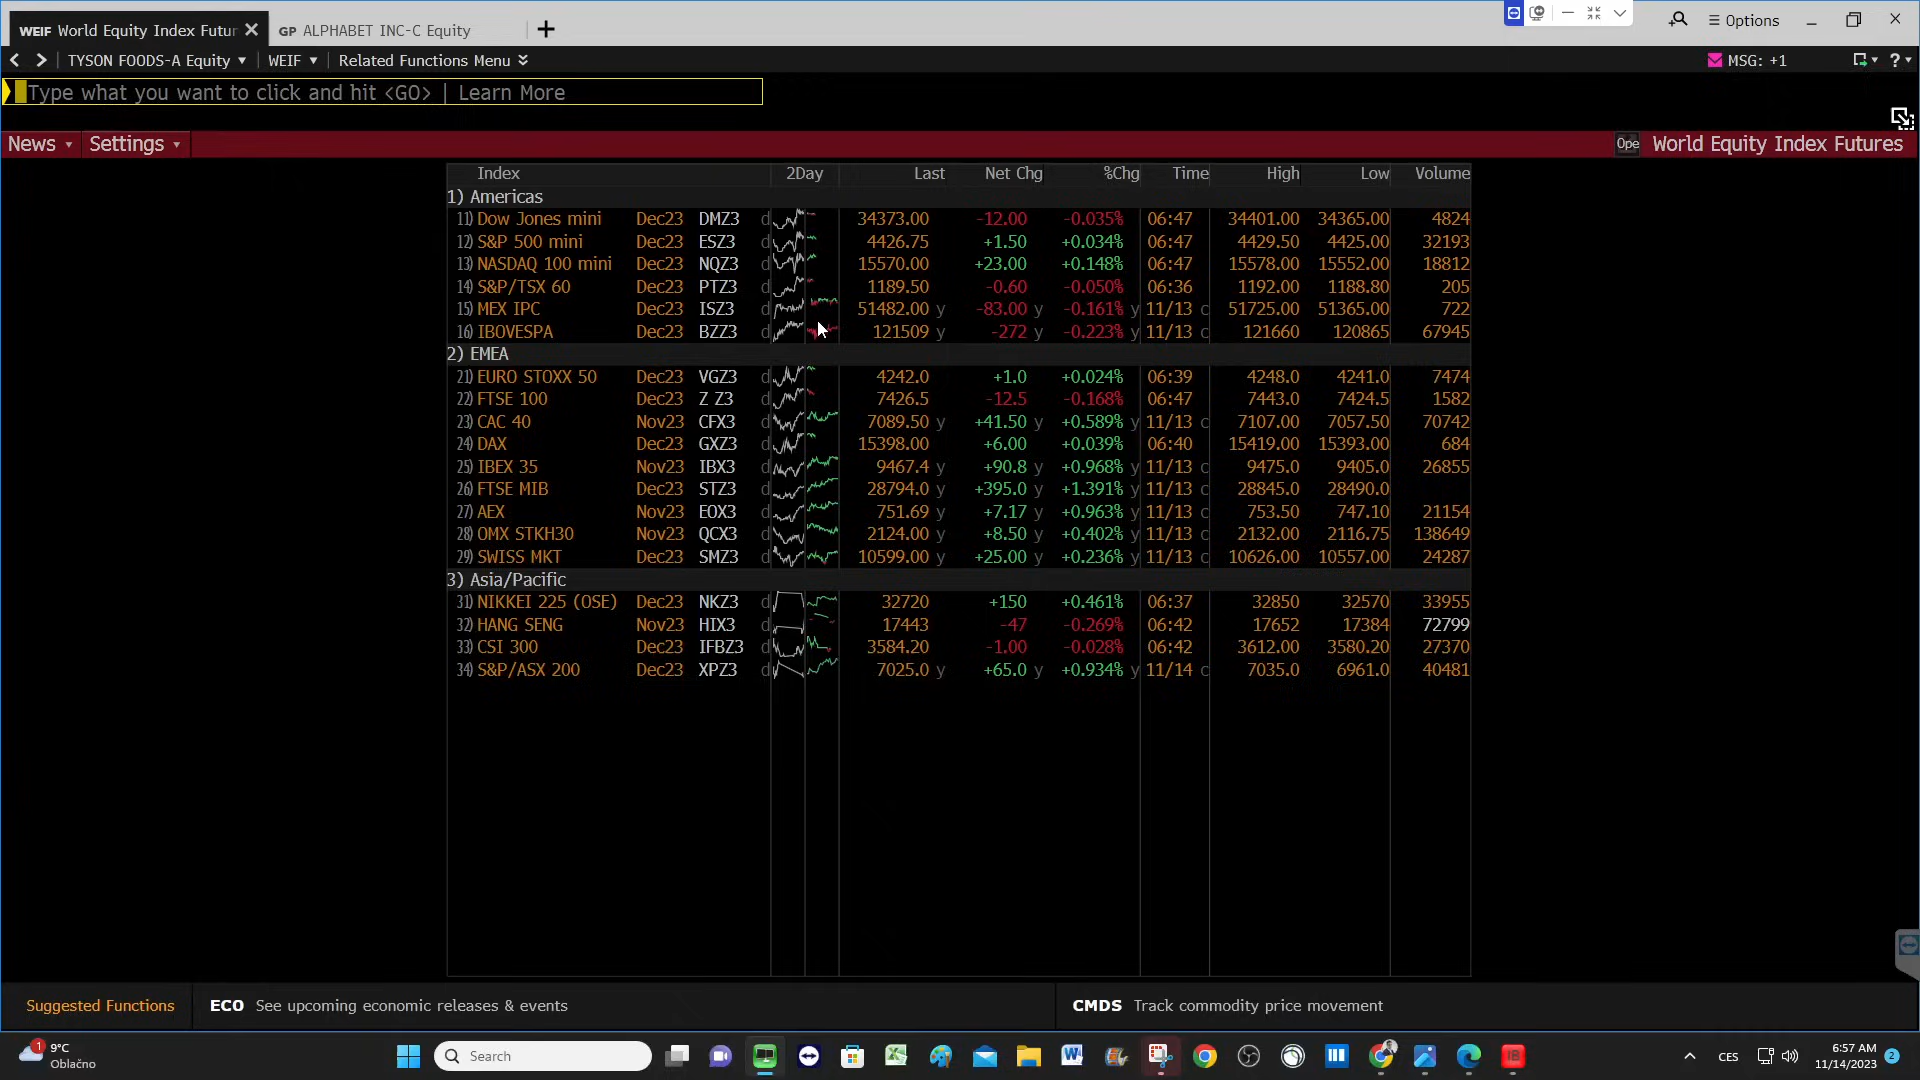 WEIF World Equity Index Futur
GP ALPHABET INC-C Equity
Options
TYSON FOODS-A Equity WEIF Related Functions Menu
MSG: +1 ?
Type what you want to click and hit <GO> | Learn More
News Settings
Ope World Equity Index Futures
Index 2Day Last Net Chg %Chg Time High Low Volume
1) Americas
11) Dow Jones mini Dec23 DMZ3 d 34373.00 -12.00 -0.035% 06:47 34401.00 34365.00 4824
12) S&P 500 mini Dec23 ESZ3 d 4426.75 +1.50 +0.034% 06:47 4429.50 4425.00 32193
13) NASDAQ 100 mini Dec23 NQZ3 d 15570.00 +23.00 +0.148% 06:47 15578.00 15552.00 18812
14) S&P/TSX 60 Dec23 PTZ3 d 1189.50 -0.60 -0.050% 06:36 1192.00 1188.80 205
15) MEX IPC Dec23 ISZ3 d 51482.00 y -83.00 y -0.161% y 11/13 c 51725.00 51365.00 722
16) IBOVESPA Dec23 BZZ3 d 121509 y -272 y -0.223% y 11/13 c 121660 120865 67945
2) EMEA
21) EURO STOXX 50 Dec23 VGZ3 d 4242.0 +1.0 +0.024% 06:39 4248.0 4241.0 7474
22) FTSE 100 Dec23 Z Z3 d 7426.5 -12.5 -0.168% 06:47 7443.0 7424.5 1582
23) CAC 40 Nov23 CFX3 d 7089.50 y +41.50 y +0.589% y 11/13 c 7107.00 7057.50 70742
24) DAX Dec23 GXZ3 d 15398.00 +6.00 +0.039% 06:40 15419.00 15393.00 684
25) IBEX 35 Nov23 IBX3 d 9467.4 y +90.8 y +0.968% y 11/13 c 9475.0 9405.0 26855
26) FTSE MIB Dec23 STZ3 d 28794.0 y +395.0 y +1.391% y 11/13 c 28845.0 28490.0
27) AEX Nov23 EOX3 d 751.69 y +7.17 y +0.963% y 11/13 c 753.50 747.10 21154
28) OMX STKH30 Nov23 QCX3 d 2124.00 y +8.50 y +0.402% y 11/13 c 2132.00 2116.75 138649
29) SWISS MKT Dec23 SMZ3 d 10599.00 y +25.00 y +0.236% y 11/13 c 10626.00 10557.00 24287
3) Asia/Pacific
31) NIKKEI 225 (OSE) Dec23 NKZ3 d 32720 +150 +0.461% 06:37 32850 32570 33955
32) HANG SENG Nov23 HIX3 d 17443 -47 -0.269% 06:42 17652 17384 72799
33) CSI 300 Dec23 IFBZ3 d 3584.20 -1.00 -0.028% 06:42 3612.00 3580.20 27370
34) S&P/ASX 200 Dec23 XPZ3 d 7025.0 y +65.0 y +0.934% y 11/14 c 7035.0 6961.0 40481
Suggested Functions ECO See upcoming economic releases & events CMDS Track commodity price movement
1 9°C
Oblačno
Search
CES
6:57 AM
11/14/2023
2